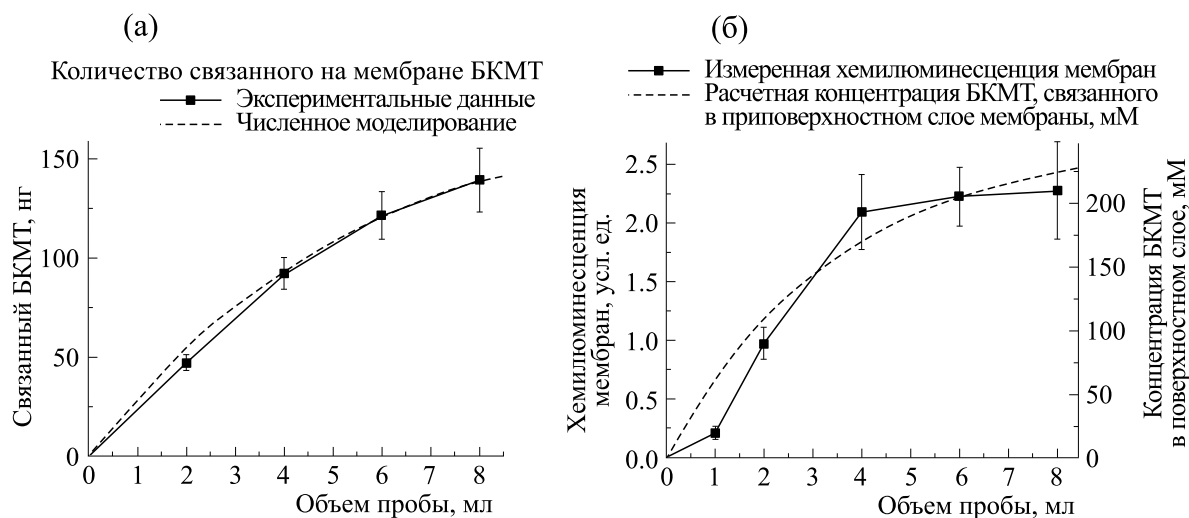 (а)
Количество связанного на мембране БКМТ
Экспериментальные данные
Численное моделирование
Связанный БКМТ, нг
150
100
50
0
0 1 2 3 4 5 6 7 8
Объем пробы, мл
(б)
Измеренная хемилюминесценция мембран
Расчетная концентрация БКМТ, связанного
в приповерхностном слое мембраны, мМ
Хемилюминесценция
мембран, усл. ед.
2.5
2.0
1.5
1.0
0.5
0.0
0 1 2 3 4 5 6 7 8
Объем пробы, мл
200
150
100
50
0
Концентрация БКМТ
в поверхностном слое, мМ